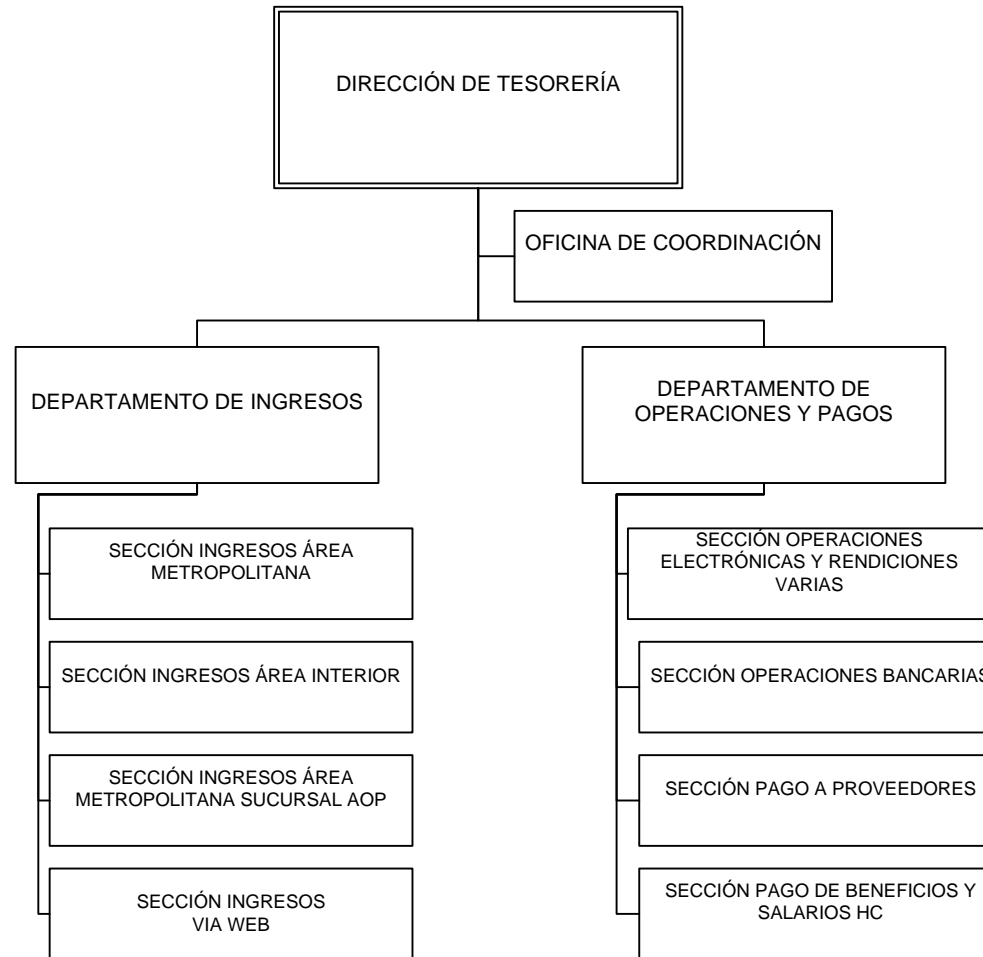 DIRECCIÓN DE TESORERÍA
OFICINA DE COORDINACIÓN
DEPARTAMENTO DE INGRESOS
DEPARTAMENTO DE
OPERACIONES Y PAGOS
SECCIÓN INGRESOS ÁREA
METROPOLITANA
SECCIÓN INGRESOS ÁREA INTERIOR
SECCIÓN INGRESOS ÁREA
METROPOLITANA SUCURSAL AOP
SECCIÓN INGRESOS
VIA WEB
SECCIÓN OPERACIONES
ELECTRÓNICAS Y RENDICIONES
VARIAS
SECCIÓN OPERACIONES BANCARIAS
SECCIÓN PAGO A PROVEEDORES
SECCIÓN PAGO DE BENEFICIOS Y
SALARIOS HC